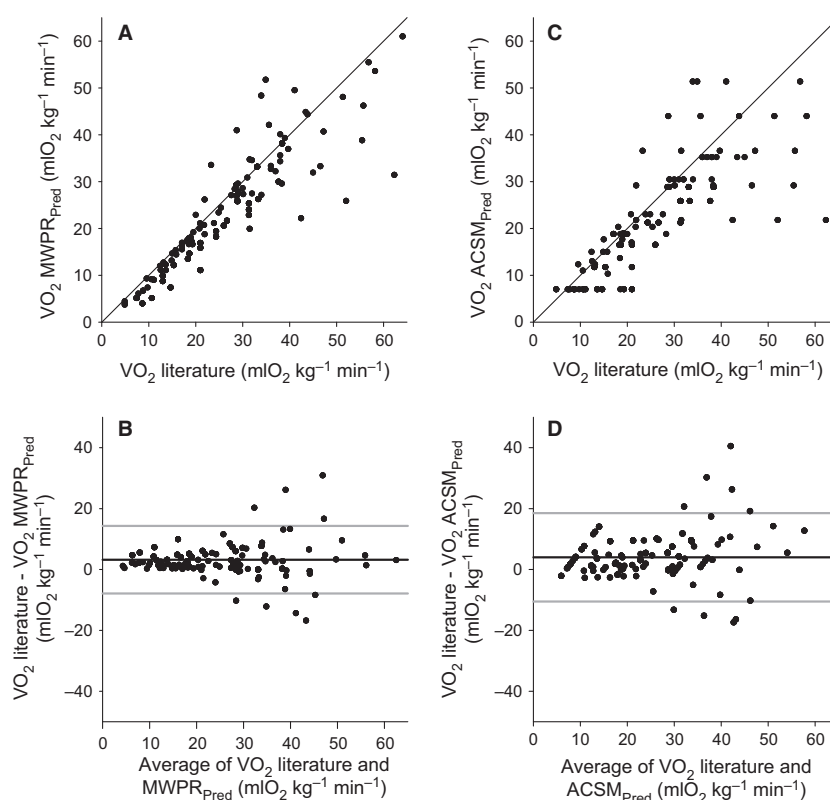 A
60
50
40
30
20
10
0
0 10 20 30 40 50 60
VO₂ MWPR_Pred (mlO₂ kg⁻¹ min⁻¹)
VO₂ literature (mlO₂ kg⁻¹ min⁻¹)
C
60
50
40
30
20
10
0
0 10 20 30 40 50 60
VO₂ ACSM_Pred (mlO₂ kg⁻¹ min⁻¹)
VO₂ literature (mlO₂ kg⁻¹ min⁻¹)
B
40
20
0
−20
−40
0 10 20 30 40 50 60
VO₂ literature - VO₂ MWPR_Pred
(mlO₂ kg⁻¹ min⁻¹)
Average of VO₂ literature and
MWPR_Pred (mlO₂ kg⁻¹ min⁻¹)
D
40
20
0
−20
−40
0 10 20 30 40 50 60
VO₂ literature - VO₂ ACSM_Pred
(mlO₂ kg⁻¹ min⁻¹)
Average of VO₂ literature and
ACSM_Pred (mlO₂ kg⁻¹ min⁻¹)